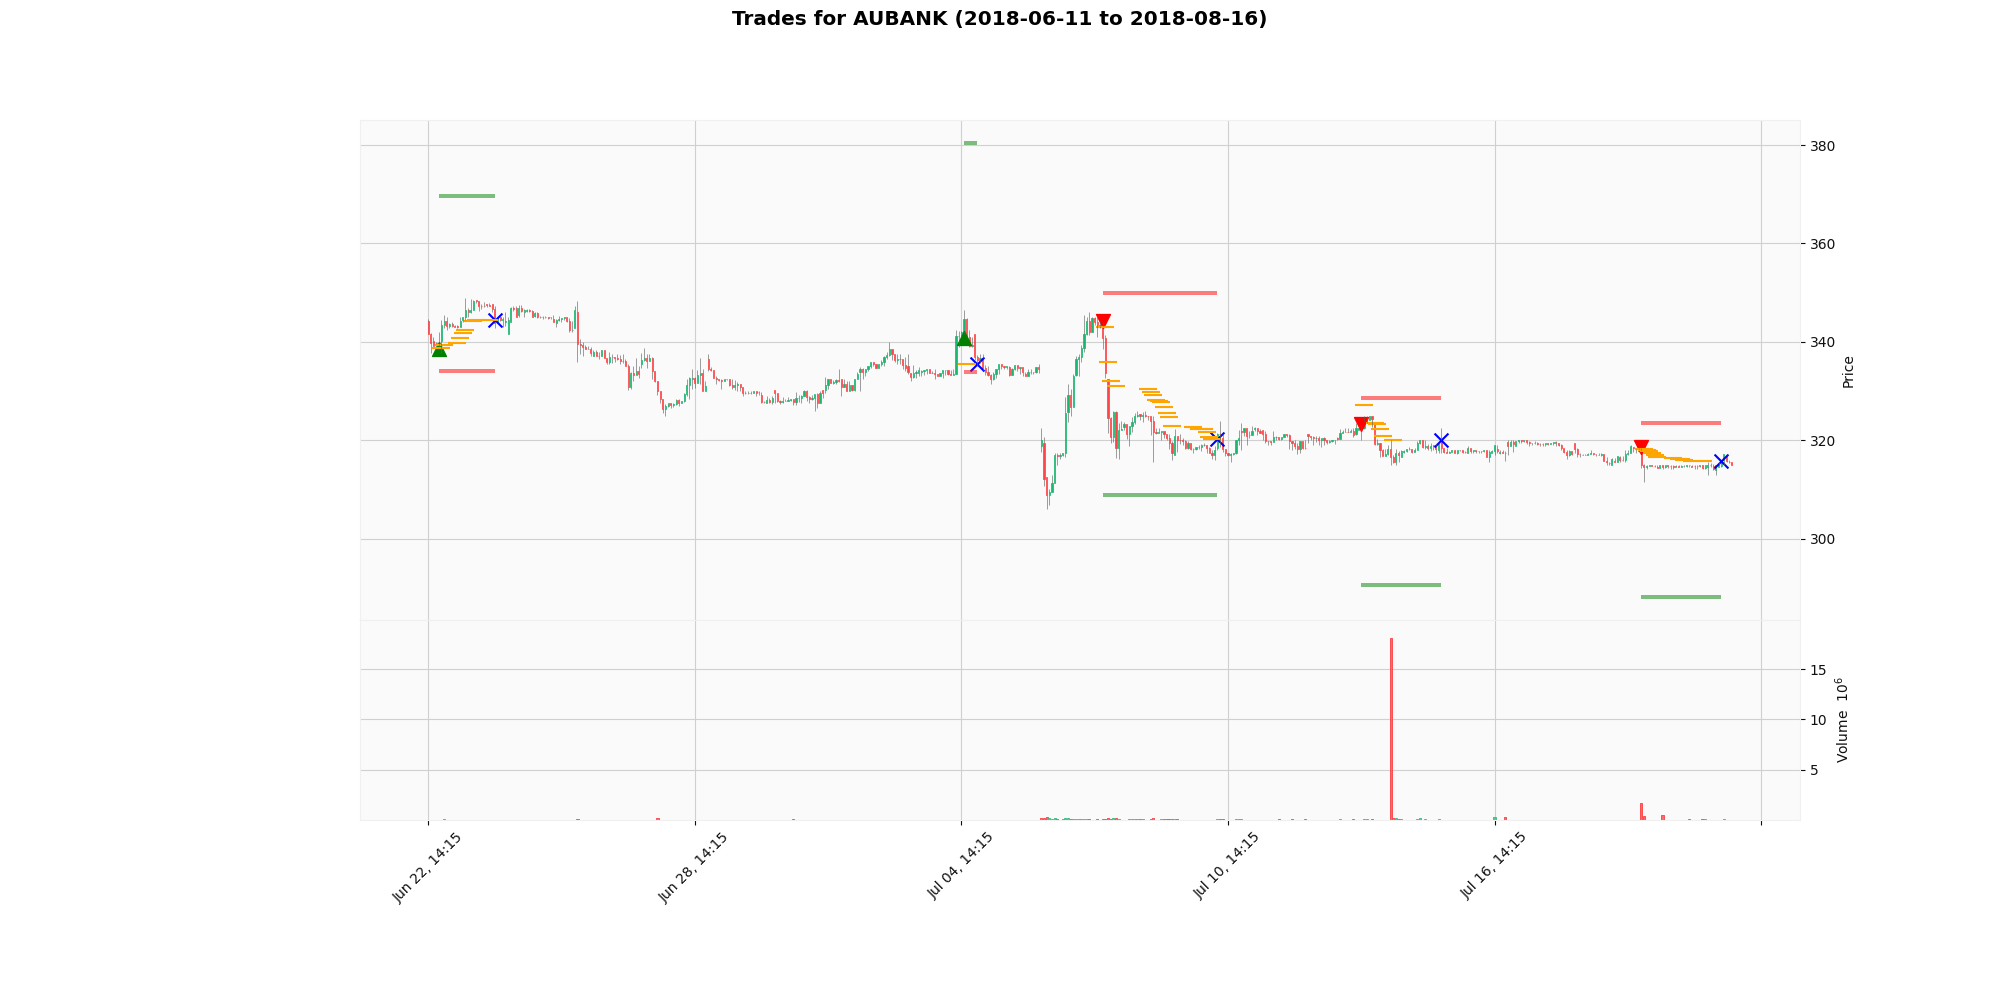 Trades for AUBANK (2018-06-11 to 2018-08-16)
380
360
340
320
300
Price
15
10
5
Volume 10^6
Jun 22, 14:15
Jun 28, 14:15
Jul 04, 14:15
Jul 10, 14:15
Jul 16, 14:15